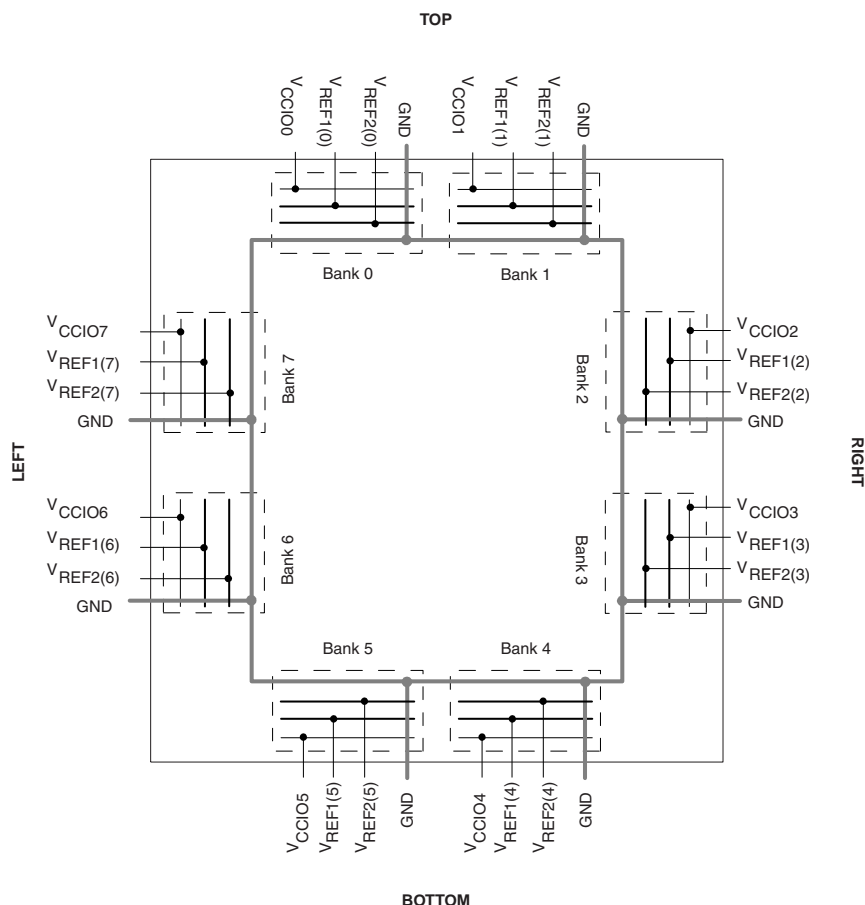 TOP
VCCIO0
VREF1(0)
VREF2(0)
GND
VCCIO1
VREF1(1)
VREF2(1)
GND
Bank 0
Bank 1
VCCIO7
VREF1(7)
VREF2(7)
GND
Bank 7
Bank 2
VCCIO2
VREF1(2)
VREF2(2)
GND
LEFT
RIGHT
VCCIO6
VREF1(6)
VREF2(6)
GND
Bank 6
Bank 3
VCCIO3
VREF1(3)
VREF2(3)
GND
Bank 5
Bank 4
VCCIO5
VREF1(5)
VREF2(5)
GND
VCCIO4
VREF1(4)
VREF2(4)
GND
BOTTOM